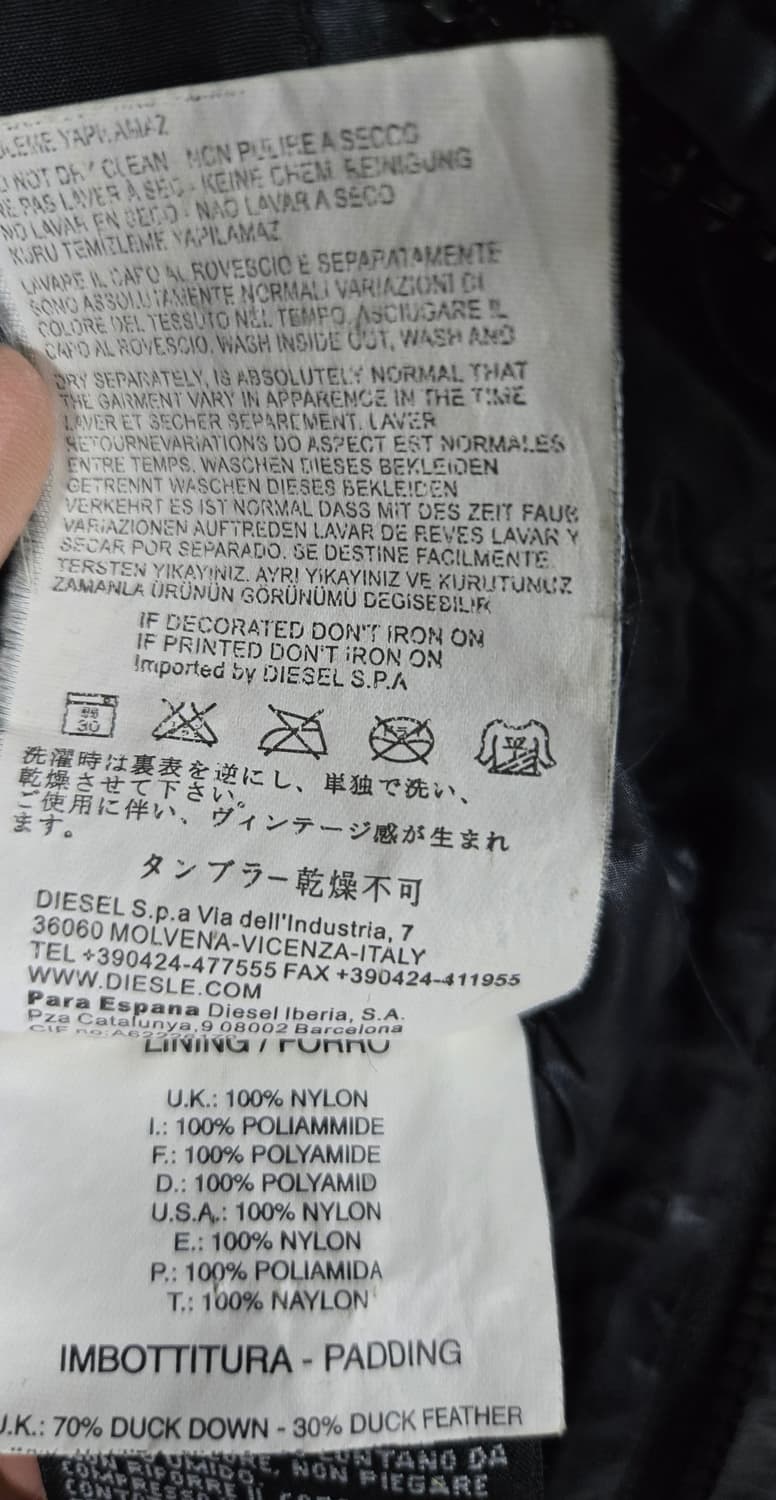 YAPILAMAZ
NOT DRY CLEAN - NON PULIRE A SECCO
PAS LAVER A SEC - KEINE CHEM. REINIGUNG
NO LAVAR EN SECO - NAO LAVAR A SECO
KURU TEMIZLEME YAPILAMAZ
LAVARE IL CAPO AL ROVESCIO E SEPARATAMENTE
SONO ASSOLUTAMENTE NORMALI VARIAZIONI DI
COLORE DEL TESSUTO NEL TEMPO. ASCIUGARE IL
CAPO AL ROVESCIO. WASH INSIDE OUT, WASH AND
DRY SEPARATELY, IS ABSOLUTELY NORMAL THAT
THE GARMENT VARY IN APPARENCE IN THE TIME
LAVER ET SECHER SEPAREMENT. LAVER
RETOURNEVARIATIONS DO ASPECT EST NORMALES
ENTRE TEMPS. WASCHEN DIESES BEKLEIDEN
GETRENNT WASCHEN DIESES BEKLEIDEN
VERKEHRT ES IST NORMAL DASS MIT DES ZEIT FAUB
VARIAZIONEN AUFTREDEN LAVAR DE REVES LAVAR Y
SECAR POR SEPARADO. SE DESTINE FACILMENTE
TERSTEN YIKAYINIZ. AYRI YIKAYINIZ VE KURUTUNUZ
ZAMANLA ÜRÜNÜN GÖRÜNÜMÜ DEGISEBILIR
IF DECORATED DON'T IRON ON
IF PRINTED DON'T IRON ON
Imported by DIESEL S.P.A
30
洗濯時は裏表を逆にし、単独で洗い、
乾燥させて下さい。
ご使用に伴い、ヴィンテージ感が生まれ
ます。
タンブラー乾燥不可
DIESEL S.p.a Via dell'Industria, 7
36060 MOLVENA-VICENZA-ITALY
TEL +390424-477555 FAX +390424-411955
WWW.DIESLE.COM
Para Espana Diesel Iberia, S.A.
Pza Catalunya,9 08002 Barcelona
CIF no:
LINING / FORRO
U.K.: 100% NYLON
I.: 100% POLIAMMIDE
F.: 100% POLYAMIDE
D.: 100% POLYAMID
U.S.A.: 100% NYLON
E.: 100% NYLON
P.: 100% POLIAMIDA
T.: 100% NAYLON
IMBOTTITURA - PADDING
U.K.: 70% DUCK DOWN - 30% DUCK FEATHER
DA
UMIDO, NON PIEGARE